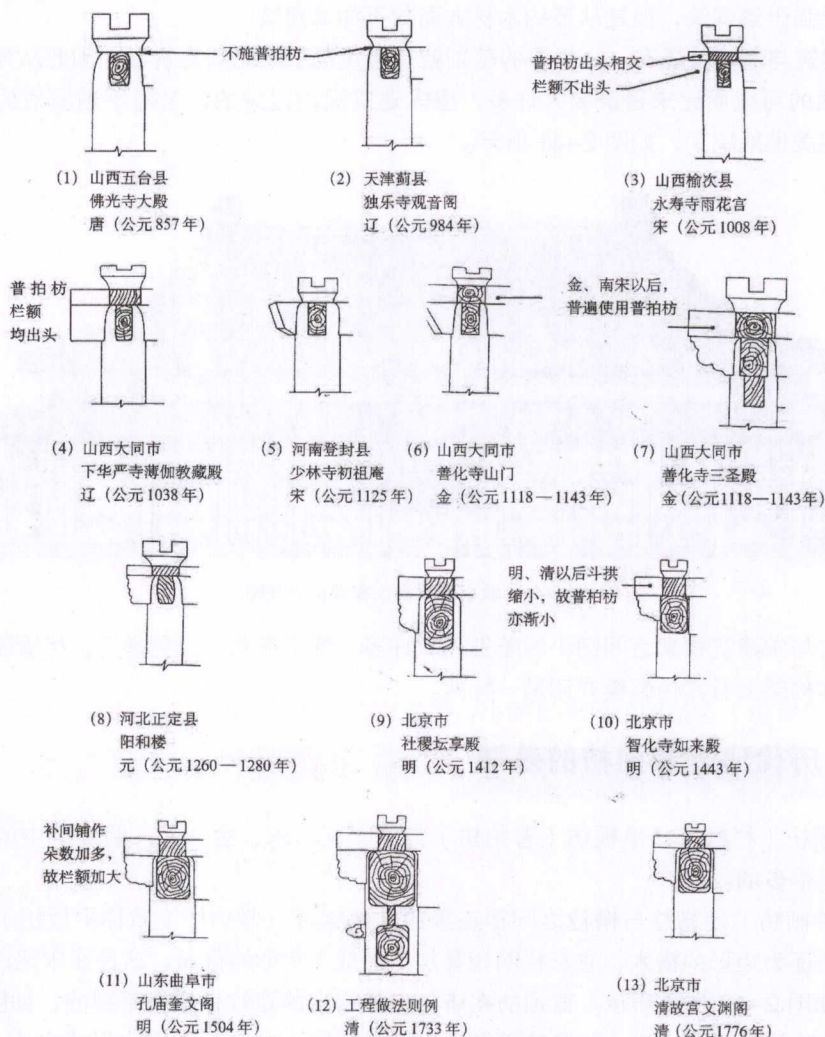 不施普拍枋
普拍枋出头相交
栏额不出头
(1) 山西五台县
佛光寺大殿
唐（公元857年）
(2) 天津蓟县
独乐寺观音阁
辽（公元984年）
(3) 山西榆次县
永寿寺雨花宫
宋（公元1008年）
普拍枋
栏额
均出头
金、南宋以后，
普遍使用普拍枋
(4) 山西大同市
下华严寺薄伽教藏殿
辽（公元1038年）
(5) 河南登封县
少林寺初祖庵
宋（公元1125年）
(6) 山西大同市
善化寺山门
金（公元1118—1143年）
(7) 山西大同市
善化寺三圣殿
金（公元1118—1143年）
明、清以后斗拱
缩小，故普拍枋
亦渐小
(8) 河北正定县
阳和楼
元（公元1260—1280年）
(9) 北京市
社稷坛享殿
明（公元1412年）
(10) 北京市
智化寺如来殿
明（公元1443年）
补间铺作
朵数加多，
故栏额加大
(11) 山东曲阜市
孔庙奎文阁
明（公元1504年）
(12) 工程做法则例
清（公元1733年）
(13) 北京市
清故宫文渊阁
清（公元1776年）